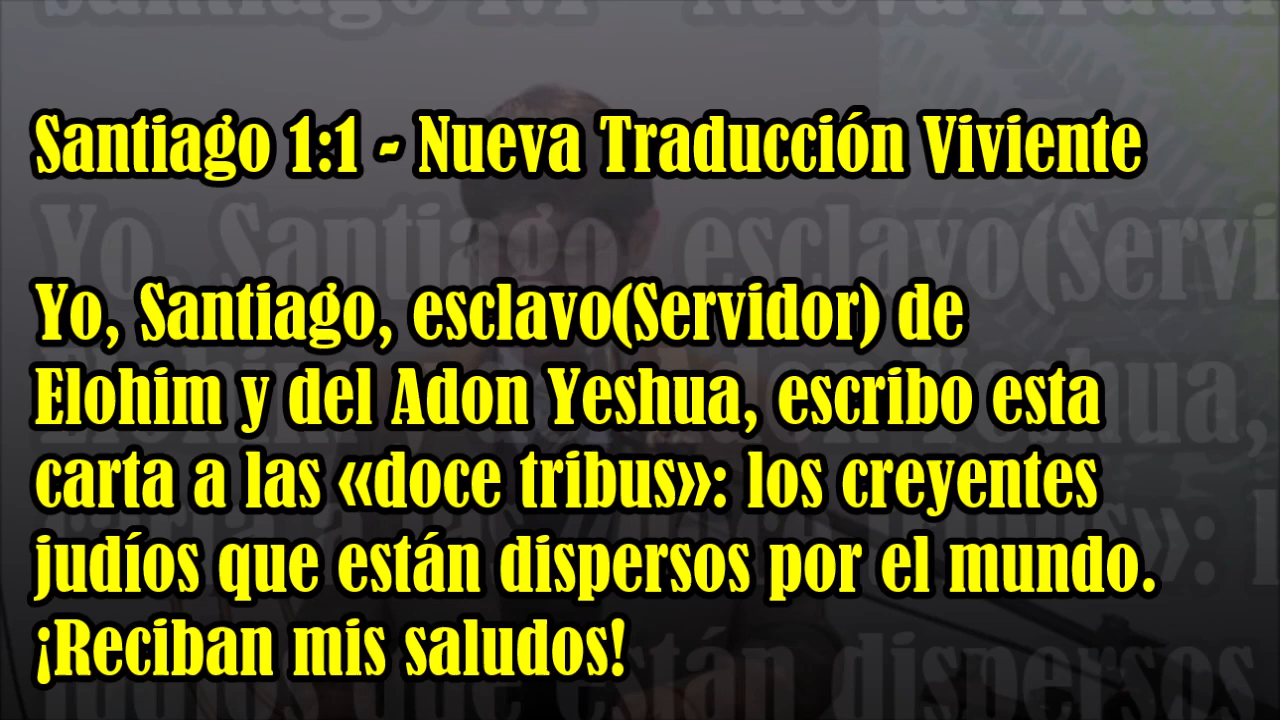 Santiago 1:1 - Nueva Traducción Viviente
Yo, Santiago, esclavo(Servidor) de
Elohim y del Adon Yeshua, escribo esta
carta a las «doce tribus»: los creyentes
judíos que están dispersos por el mundo.
¡Reciban mis saludos!